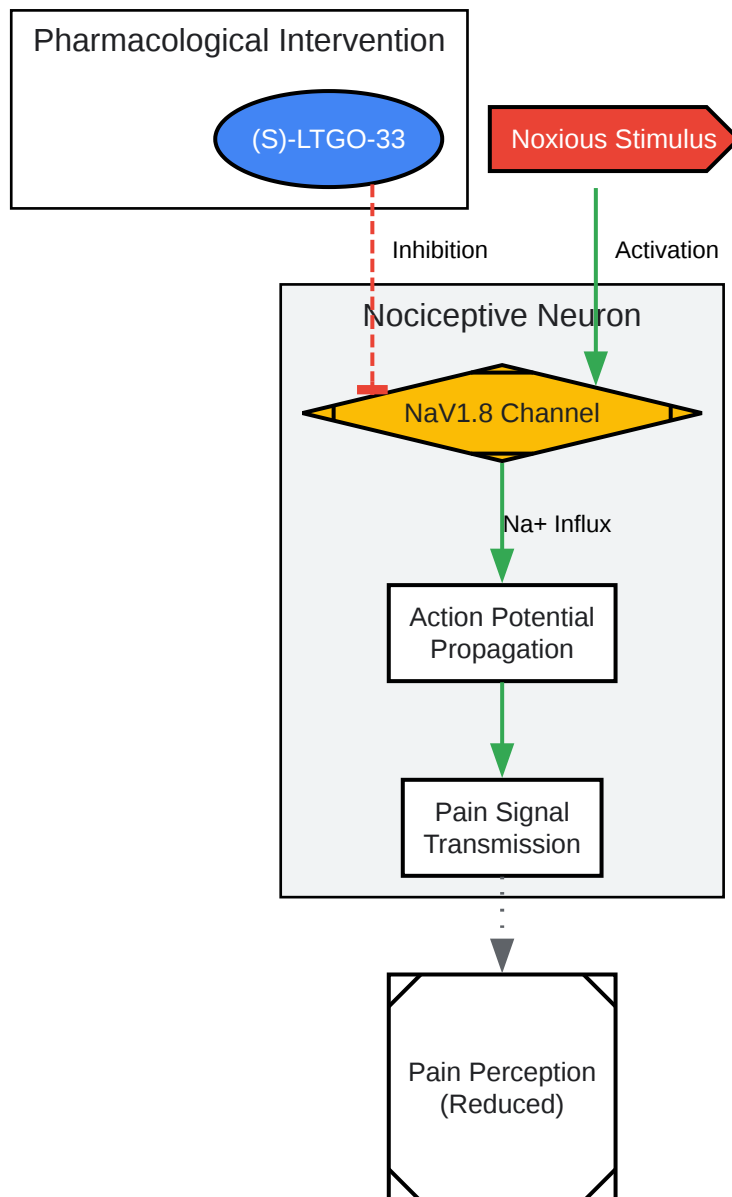 Pharmacological Intervention
(S)-LTGO-33
Noxious Stimulus
Inhibition
Activation
Nociceptive Neuron
NaV1.8 Channel
Na+ Influx
Action Potential
Propagation
Pain Signal
Transmission
Pain Perception
(Reduced)